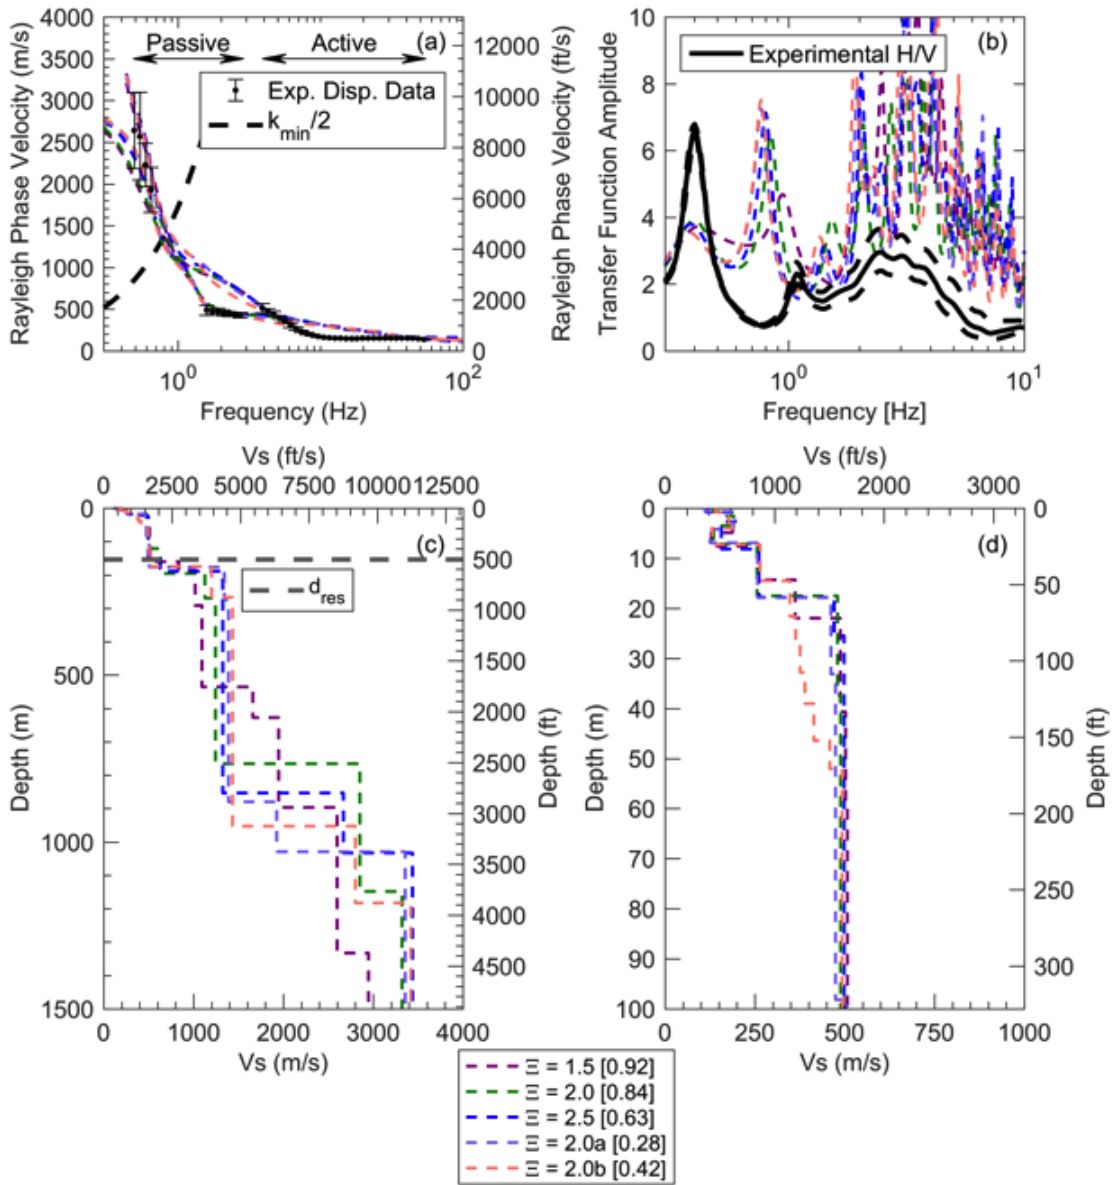 (a)
Passive
Active
Exp. Disp. Data
k_min/2
4000
3500
3000
2500
2000
1500
1000
500
0
Rayleigh Phase Velocity (m/s)
12000
10000
8000
6000
4000
2000
0
Rayleigh Phase Velocity (ft/s)
10^0
10^2
Frequency (Hz)
(b)
Experimental H/V
10
8
6
4
2
0
Transfer Function Amplitude
10^0
10^1
Frequency [Hz]
Vs (ft/s)
0 2500 5000 7500 10000 12500
(c)
d_res
0
500
1000
1500
Depth (m)
0
500
1000
1500
2000
2500
3000
3500
4000
4500
Depth (ft)
0 1000 2000 3000 4000
Vs (m/s)
Vs (ft/s)
0 1000 2000 3000
(d)
0
10
20
30
40
50
60
70
80
90
100
Depth (m)
0
50
100
150
200
250
300
Depth (ft)
0 250 500 750 1000
Vs (m/s)
Ξ = 1.5 [0.92]
Ξ = 2.0 [0.84]
Ξ = 2.5 [0.63]
Ξ = 2.0a [0.28]
Ξ = 2.0b [0.42]